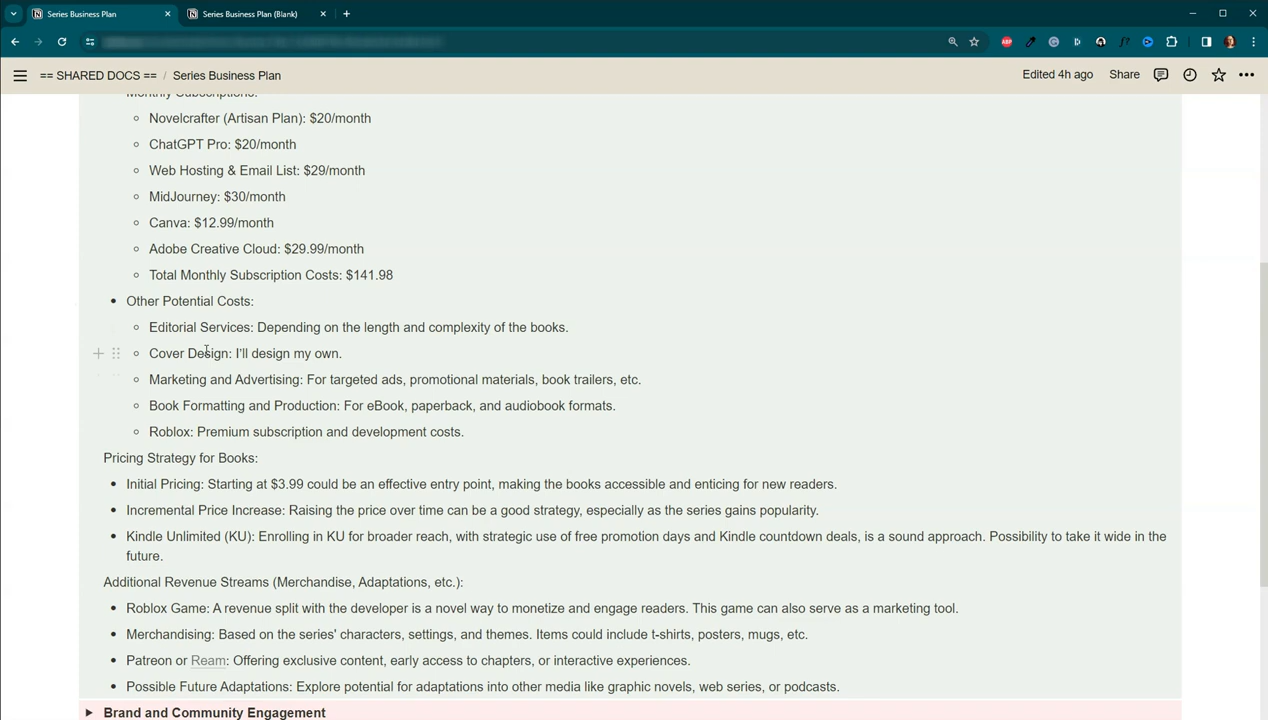 Series Business Plan
Series Business Plan (Blank)
== SHARED DOCS == / Series Business Plan
Edited 4h ago
Share
Monthly Subscriptions:
Novelcrafter (Artisan Plan): $20/month
ChatGPT Pro: $20/month
Web Hosting & Email List: $29/month
MidJourney: $30/month
Canva: $12.99/month
Adobe Creative Cloud: $29.99/month
Total Monthly Subscription Costs: $141.98
Other Potential Costs:
Editorial Services: Depending on the length and complexity of the books.
Cover Design: I'll design my own.
Marketing and Advertising: For targeted ads, promotional materials, book trailers, etc.
Book Formatting and Production: For eBook, paperback, and audiobook formats.
Roblox: Premium subscription and development costs.
Pricing Strategy for Books:
Initial Pricing: Starting at $3.99 could be an effective entry point, making the books accessible and enticing for new readers.
Incremental Price Increase: Raising the price over time can be a good strategy, especially as the series gains popularity.
Kindle Unlimited (KU): Enrolling in KU for broader reach, with strategic use of free promotion days and Kindle countdown deals, is a sound approach. Possibility to take it wide in the
future.
Additional Revenue Streams (Merchandise, Adaptations, etc.):
Roblox Game: A revenue split with the developer is a novel way to monetize and engage readers. This game can also serve as a marketing tool.
Merchandising: Based on the series' characters, settings, and themes. Items could include t-shirts, posters, mugs, etc.
Patreon or Ream: Offering exclusive content, early access to chapters, or interactive experiences.
Possible Future Adaptations: Explore potential for adaptations into other media like graphic novels, web series, or podcasts.
Brand and Community Engagement